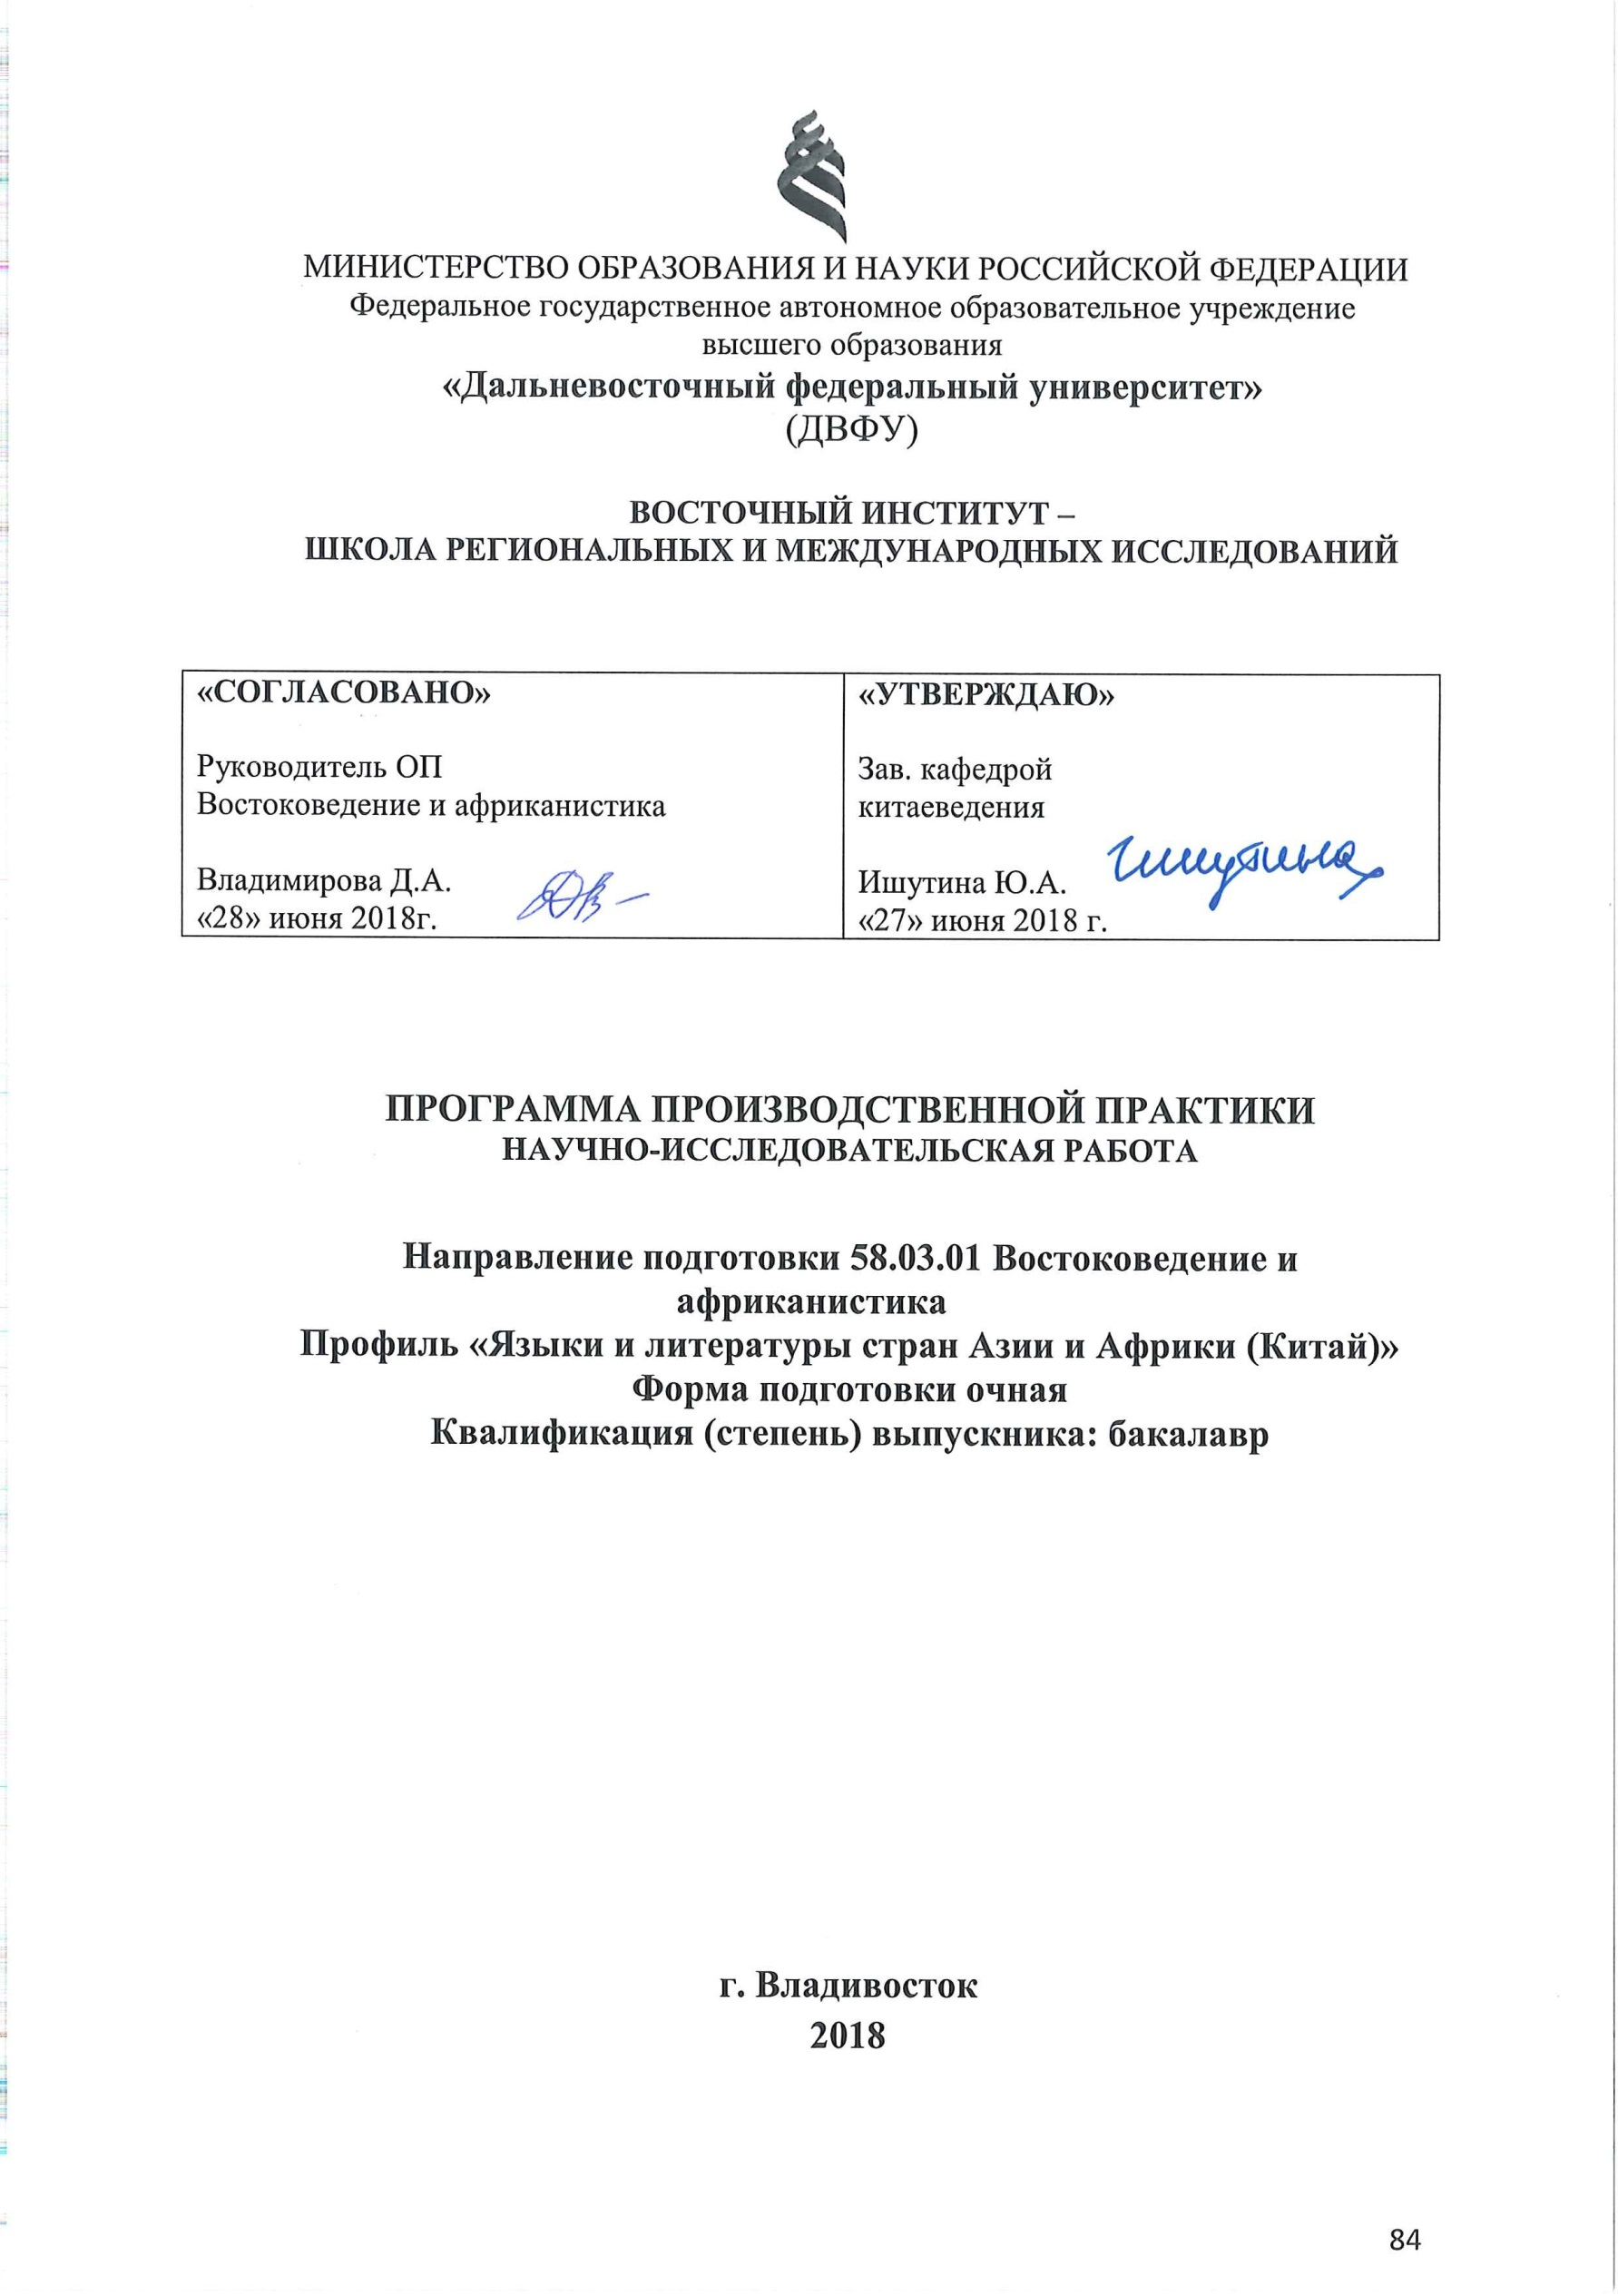 МИНИСТЕРСТВО ОБРАЗОВАНИЯ И НАУКИ РОССИЙСКОЙ ФЕДЕРАЦИИ
Федеральное государственное автономное образовательное учреждение
высшего образования
«Дальневосточный федеральный университет»
(ДВФУ)
ВОСТОЧНЫЙ ИНСТИТУТ –
ШКОЛА РЕГИОНАЛЬНЫХ И МЕЖДУНАРОДНЫХ ИССЛЕДОВАНИЙ
«СОГЛАСОВАНО»
Руководитель ОП
Востоковедение и африканистика
Владимирова Д.А.
«28» июня 2018г.
«УТВЕРЖДАЮ»
Зав. кафедрой
китаеведения
Ишутина
Ишутина Ю.А.
«27» июня 2018 г.
ПРОГРАММА ПРОИЗВОДСТВЕННОЙ ПРАКТИКИ
НАУЧНО-ИССЛЕДОВАТЕЛЬСКАЯ РАБОТА
Направление подготовки 58.03.01 Востоковедение и
африканистика
Профиль «Языки и литературы стран Азии и Африки (Китай)»
Форма подготовки очная
Квалификация (степень) выпускника: бакалавр
г. Владивосток
2018
84